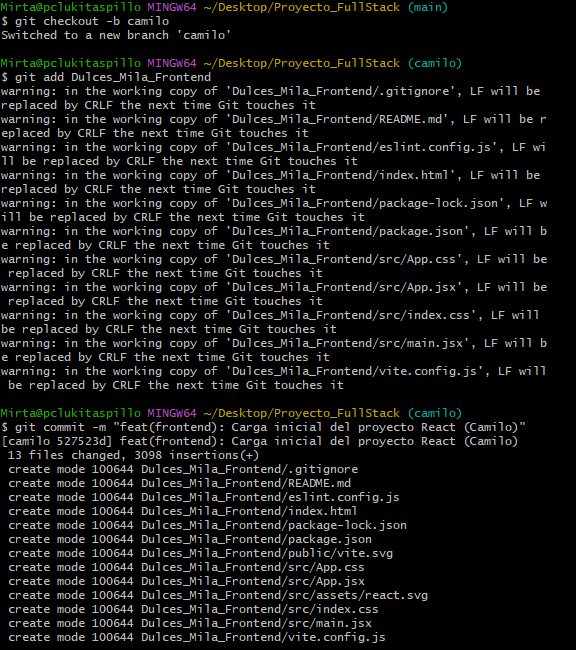 Mirta@pclukitaspillo MINGW64 ~/Desktop/Proyecto_FullStack (main)
$ git checkout -b camilo
Switched to a new branch 'camilo'
Mirta@pclukitaspillo MINGW64 ~/Desktop/Proyecto_FullStack (camilo)
$ git add Dulces_Mila_Frontend
warning: in the working copy of 'Dulces_Mila_Frontend/.gitignore', LF will be
replaced by CRLF the next time Git touches it
warning: in the working copy of 'Dulces_Mila_Frontend/README.md', LF will be r
eplaced by CRLF the next time Git touches it
warning: in the working copy of 'Dulces_Mila_Frontend/eslint.config.js', LF wi
ll be replaced by CRLF the next time Git touches it
warning: in the working copy of 'Dulces_Mila_Frontend/index.html', LF will be
replaced by CRLF the next time Git touches it
warning: in the working copy of 'Dulces_Mila_Frontend/package-lock.json', LF w
ill be replaced by CRLF the next time Git touches it
warning: in the working copy of 'Dulces_Mila_Frontend/package.json', LF will b
e replaced by CRLF the next time Git touches it
warning: in the working copy of 'Dulces_Mila_Frontend/src/App.css', LF will be
 replaced by CRLF the next time Git touches it
warning: in the working copy of 'Dulces_Mila_Frontend/src/App.jsx', LF will be
 replaced by CRLF the next time Git touches it
warning: in the working copy of 'Dulces_Mila_Frontend/src/index.css', LF will
be replaced by CRLF the next time Git touches it
warning: in the working copy of 'Dulces_Mila_Frontend/src/main.jsx', LF will b
e replaced by CRLF the next time Git touches it
warning: in the working copy of 'Dulces_Mila_Frontend/vite.config.js', LF will
 be replaced by CRLF the next time Git touches it
Mirta@pclukitaspillo MINGW64 ~/Desktop/Proyecto_FullStack (camilo)
$ git commit -m "feat(frontend): Carga inicial del proyecto React (Camilo)"
[camilo 527523d] feat(frontend): Carga inicial del proyecto React (Camilo)
 13 files changed, 3098 insertions(+)
 create mode 100644 Dulces_Mila_Frontend/.gitignore
 create mode 100644 Dulces_Mila_Frontend/README.md
 create mode 100644 Dulces_Mila_Frontend/eslint.config.js
 create mode 100644 Dulces_Mila_Frontend/index.html
 create mode 100644 Dulces_Mila_Frontend/package-lock.json
 create mode 100644 Dulces_Mila_Frontend/package.json
 create mode 100644 Dulces_Mila_Frontend/public/vite.svg
 create mode 100644 Dulces_Mila_Frontend/src/App.css
 create mode 100644 Dulces_Mila_Frontend/src/App.jsx
 create mode 100644 Dulces_Mila_Frontend/src/assets/react.svg
 create mode 100644 Dulces_Mila_Frontend/src/index.css
 create mode 100644 Dulces_Mila_Frontend/src/main.jsx
 create mode 100644 Dulces_Mila_Frontend/vite.config.js